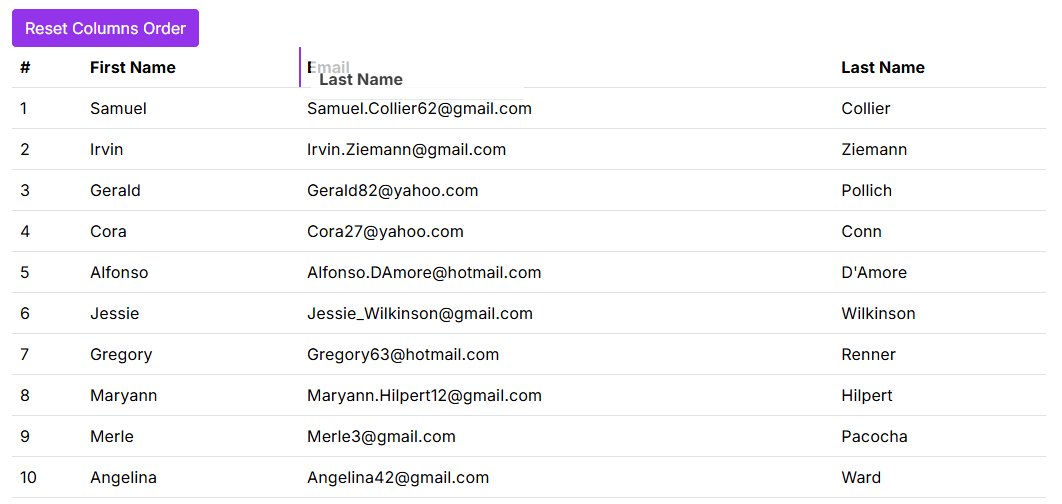 Reset Columns Order
# First Name Email Last Name
Last Name
1 Samuel Samuel.Collier62@gmail.com Collier
2 Irvin Irvin.Ziemann@gmail.com Ziemann
3 Gerald Gerald82@yahoo.com Pollich
4 Cora Cora27@yahoo.com Conn
5 Alfonso Alfonso.DAmore@hotmail.com D'Amore
6 Jessie Jessie_Wilkinson@gmail.com Wilkinson
7 Gregory Gregory63@hotmail.com Renner
8 Maryann Maryann.Hilpert12@gmail.com Hilpert
9 Merle Merle3@gmail.com Pacocha
10 Angelina Angelina42@gmail.com Ward